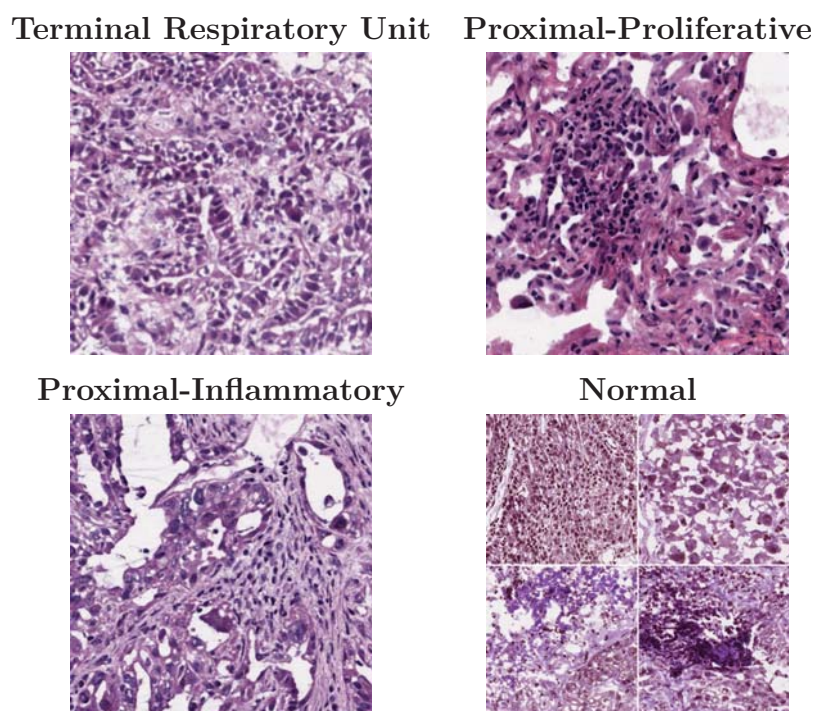 Terminal Respiratory Unit
Proximal-Proliferative
Proximal-Inflammatory
Normal